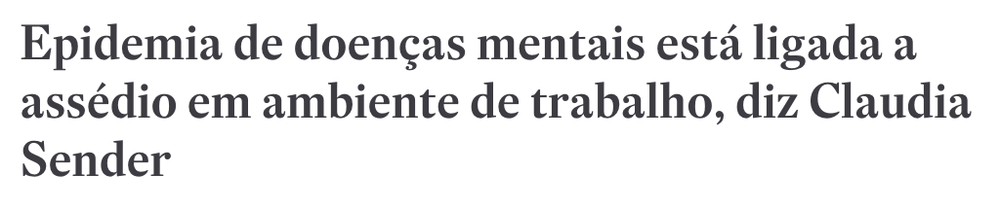 Epidemia de doenças mentais está ligada a
assédio em ambiente de trabalho, diz Claudia
Sender